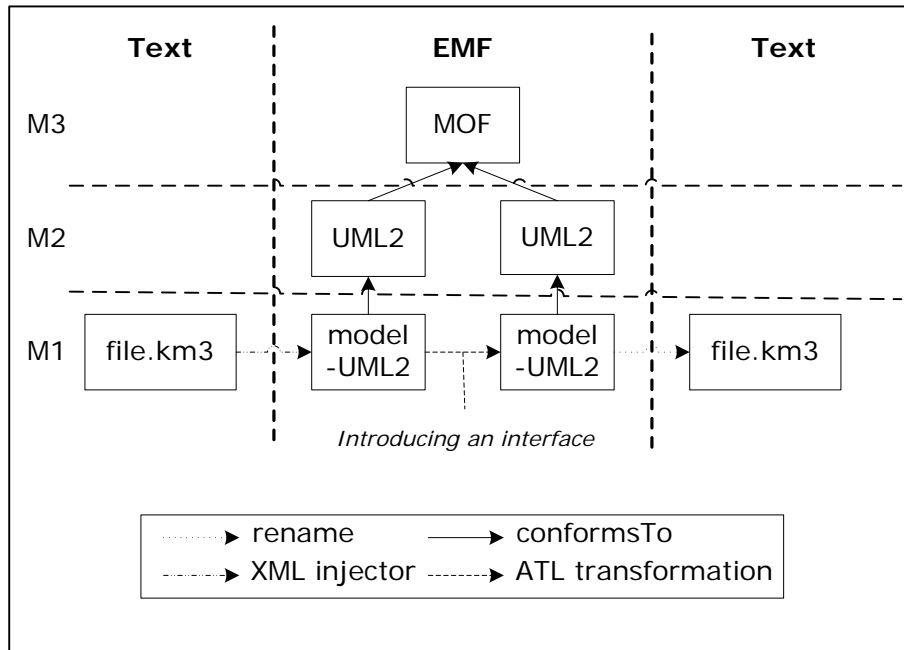 Text EMF Text
M3
MOF
M2
UML2 UML2
M1
file.km3
model
-UML2
model
-UML2
file.km3
Introducing an interface
rename conformsTo
XML injector ATL transformation